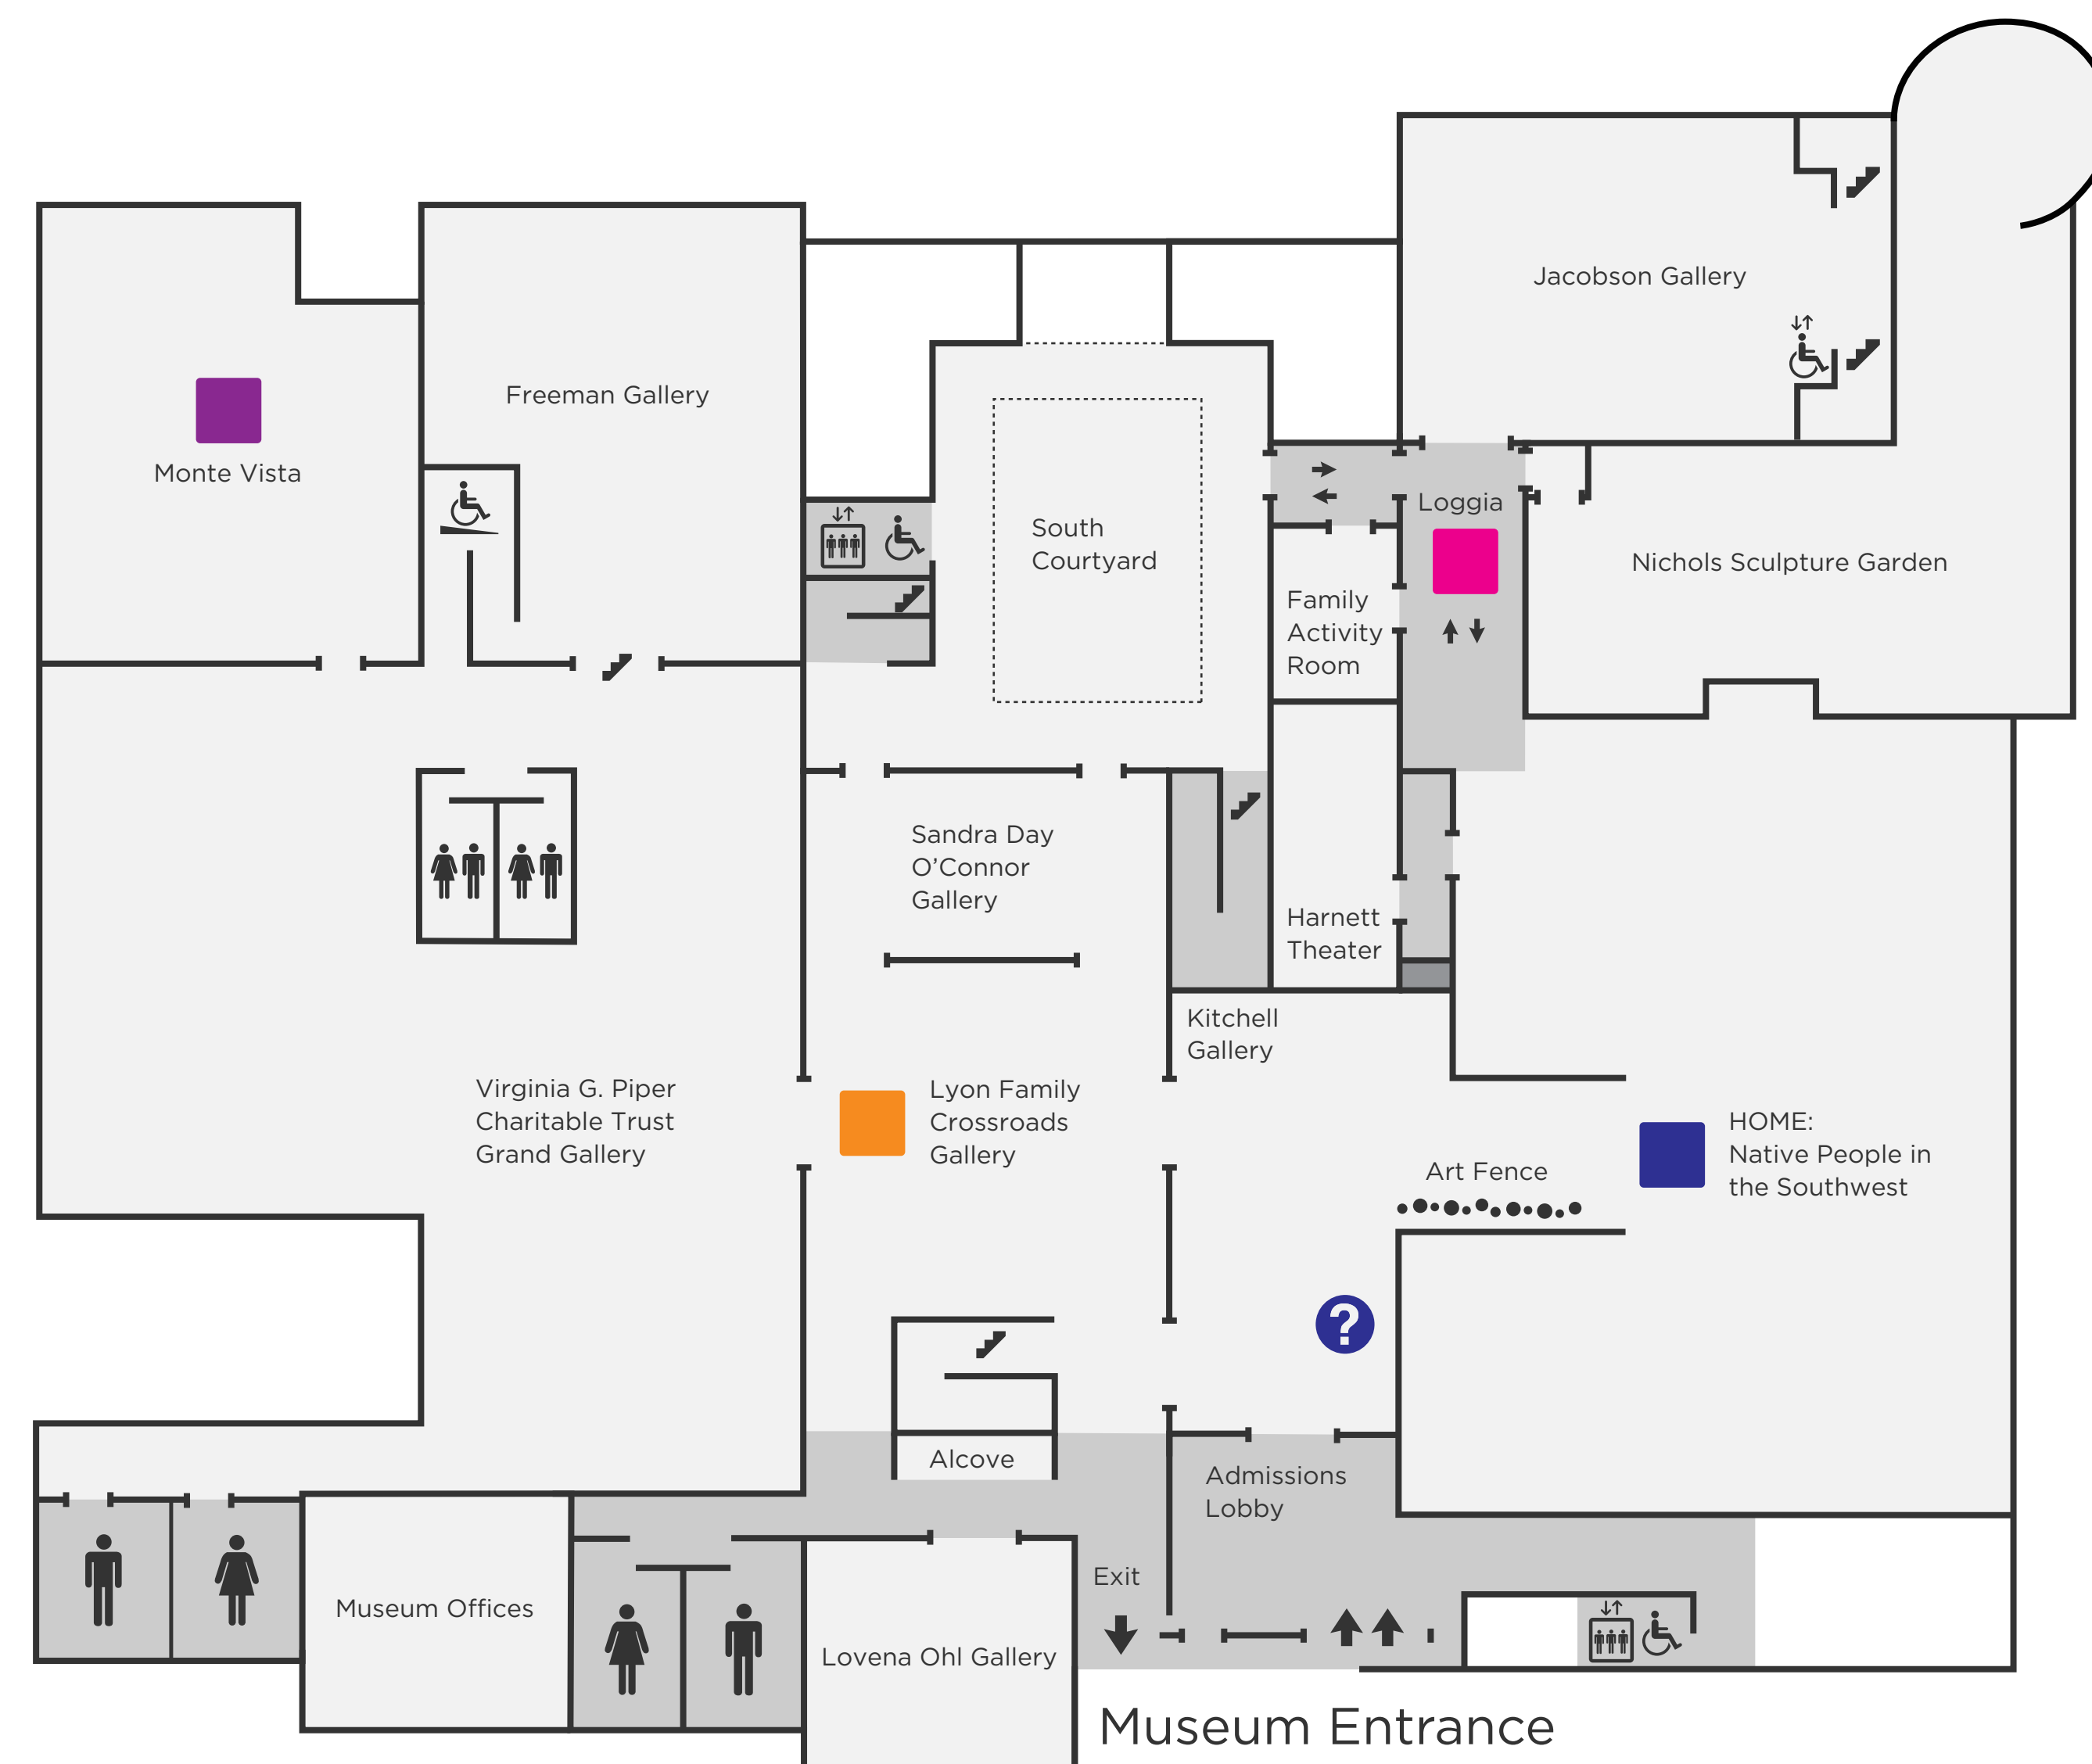 Jacobson Gallery
Freeman Gallery
Monte Vista
Loggia
South
Courtyard
Nichols Sculpture Garden
Family
Activity
Room
Sandra Day
O’Connor
Gallery
Harnett
Theater
Kitchell
Gallery
Virginia G. Piper
Charitable Trust
Grand Gallery
Lyon Family
Crossroads
Gallery
HOME:
Native People in
the Southwest
Art Fence
?
Alcove
Admissions
Lobby
Exit
Museum Offices
Lovena Ohl Gallery
Museum Entrance